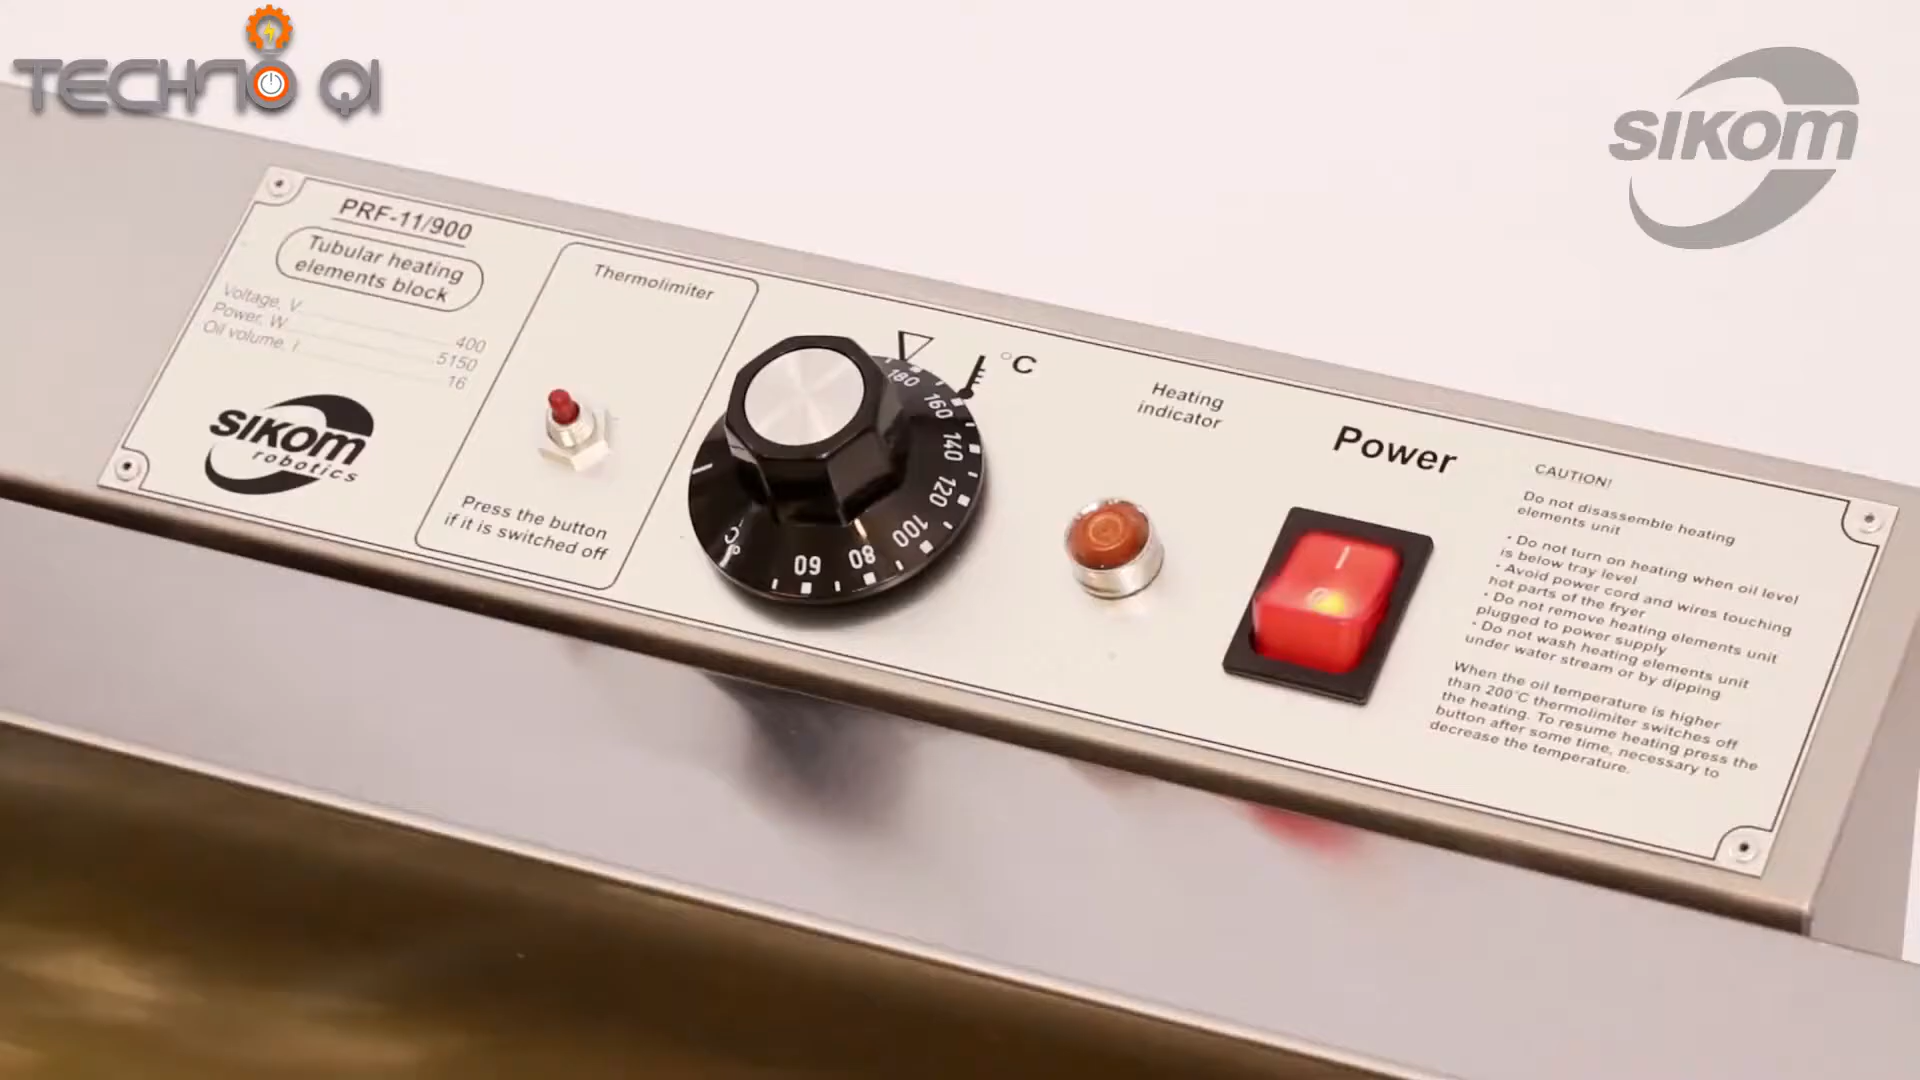 TECHNO QI
SIKOM
PRF-11/900
Tubular heating
elements block
Voltage, V 400
Power, W 5150
Oil volume, l 16
SIKOM
robotics
Thermolimiter
Press the button
if it is switched off
180
160
140
120
100
80
60
°C
°C
Heating
indicator
Power
CAUTION!
Do not disassemble heating
elements unit
• Do not turn on heating when oil level
is below tray level
• Avoid power cord and wires touching
hot parts of the fryer
• Do not remove heating elements unit
plugged to power supply
• Do not wash heating elements unit
under water stream or by dipping
When the oil temperature is higher
than 200°C thermolimiter switches off
the heating. To resume heating press the
button after some time, necessary to
decrease the temperature.